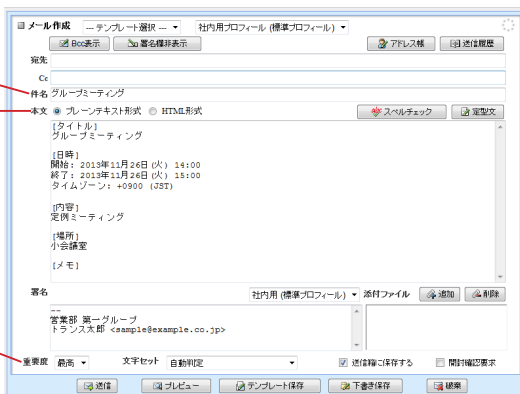 メール作成 --- テンプレート選択 --- 社内用プロフィール (標準プロフィール)
Bcc表示 署名欄非表示 アドレス帳 送信履歴
宛先
Cc
件名 グループミーティング
本文 プレーンテキスト形式 HTML形式 スペルチェック 定型文
[タイトル]
グループミーティング
[日時]
開始: 2013年11月26日(火) 14:00
終了: 2013年11月26日(火) 15:00
タイムゾーン: +0900 (JST)
[内容]
定例ミーティング
[場所]
小会議室
[メモ]
署名 社内用 (標準プロフィール) 添付ファイル 追加 削除
--
営業部 第一グループ
トランス太郎 <sample@example.co.jp>
重要度 最高 文字セット 自動判定 送信箱に保存する 開封確認要求
送信 プレビュー テンプレート保存 下書き保存 破棄